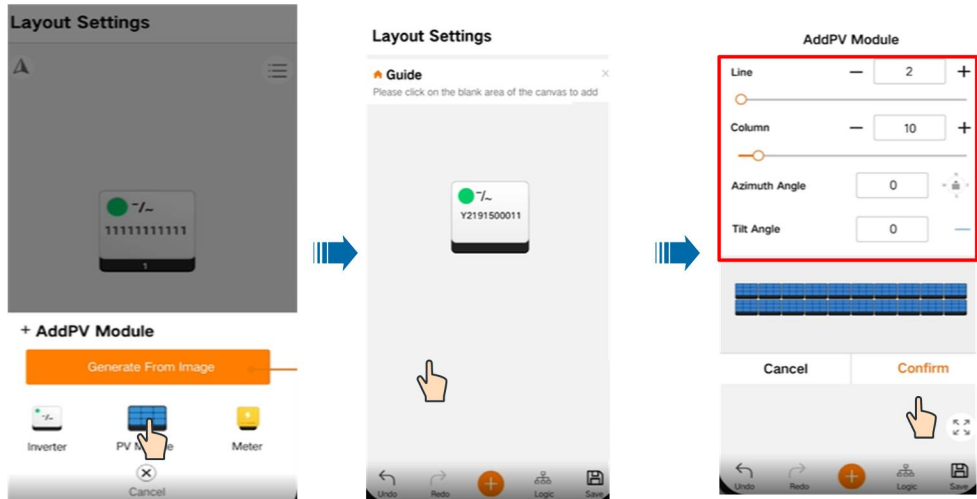 Layout Settings
11111111111
1
+ AddPV Module
Generate From Image
Inverter
PV Module
Meter
Cancel
Undo
Layout Settings
Guide
Please click on the blank area of the canvas to add
Y2191500011
Undo
Redo
Logic
Save
AddPV Module
Line
2
Column
10
Azimuth Angle
0
Tilt Angle
0
Cancel
Confirm
Undo
Redo
Logic
Save